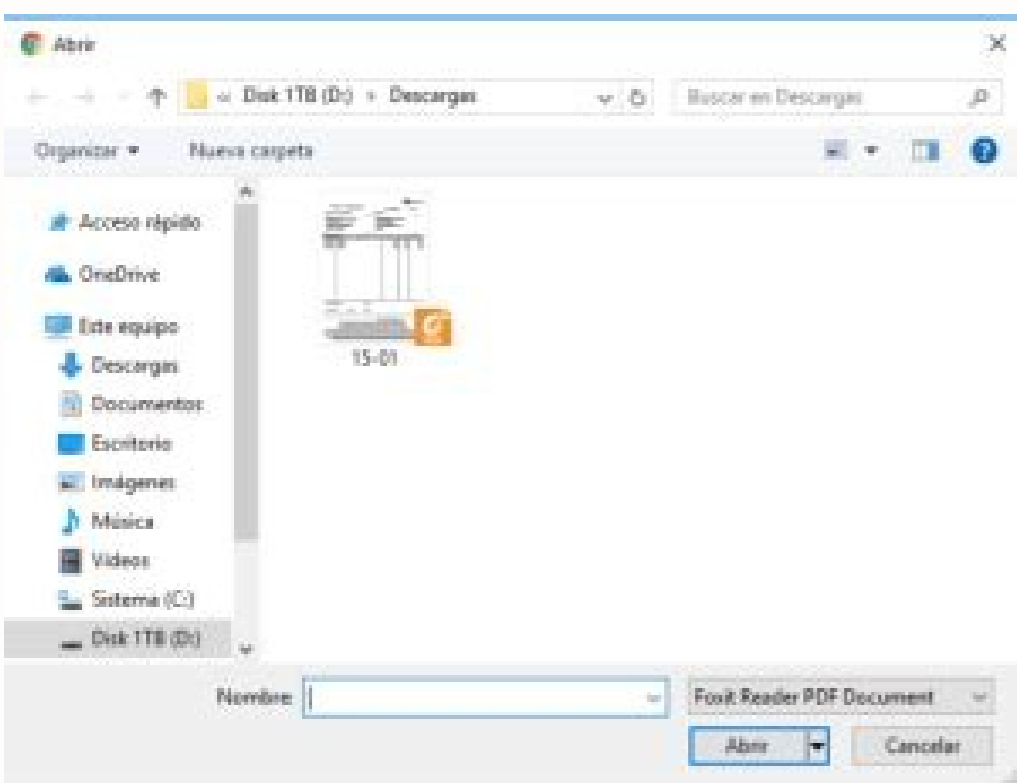 Abrir
« Disk 1TB (D:) › Descargas
Buscar en Descargas
Organizar
Nueva carpeta
Acceso rápido
OneDrive
Este equipo
Descargas
Documentos
Escritorio
Imágenes
Música
Vídeos
Sistema (C:)
Disk 1TB (D:)
15-01
Nombre
Foxit Reader PDF Document
Abrir
Cancelar